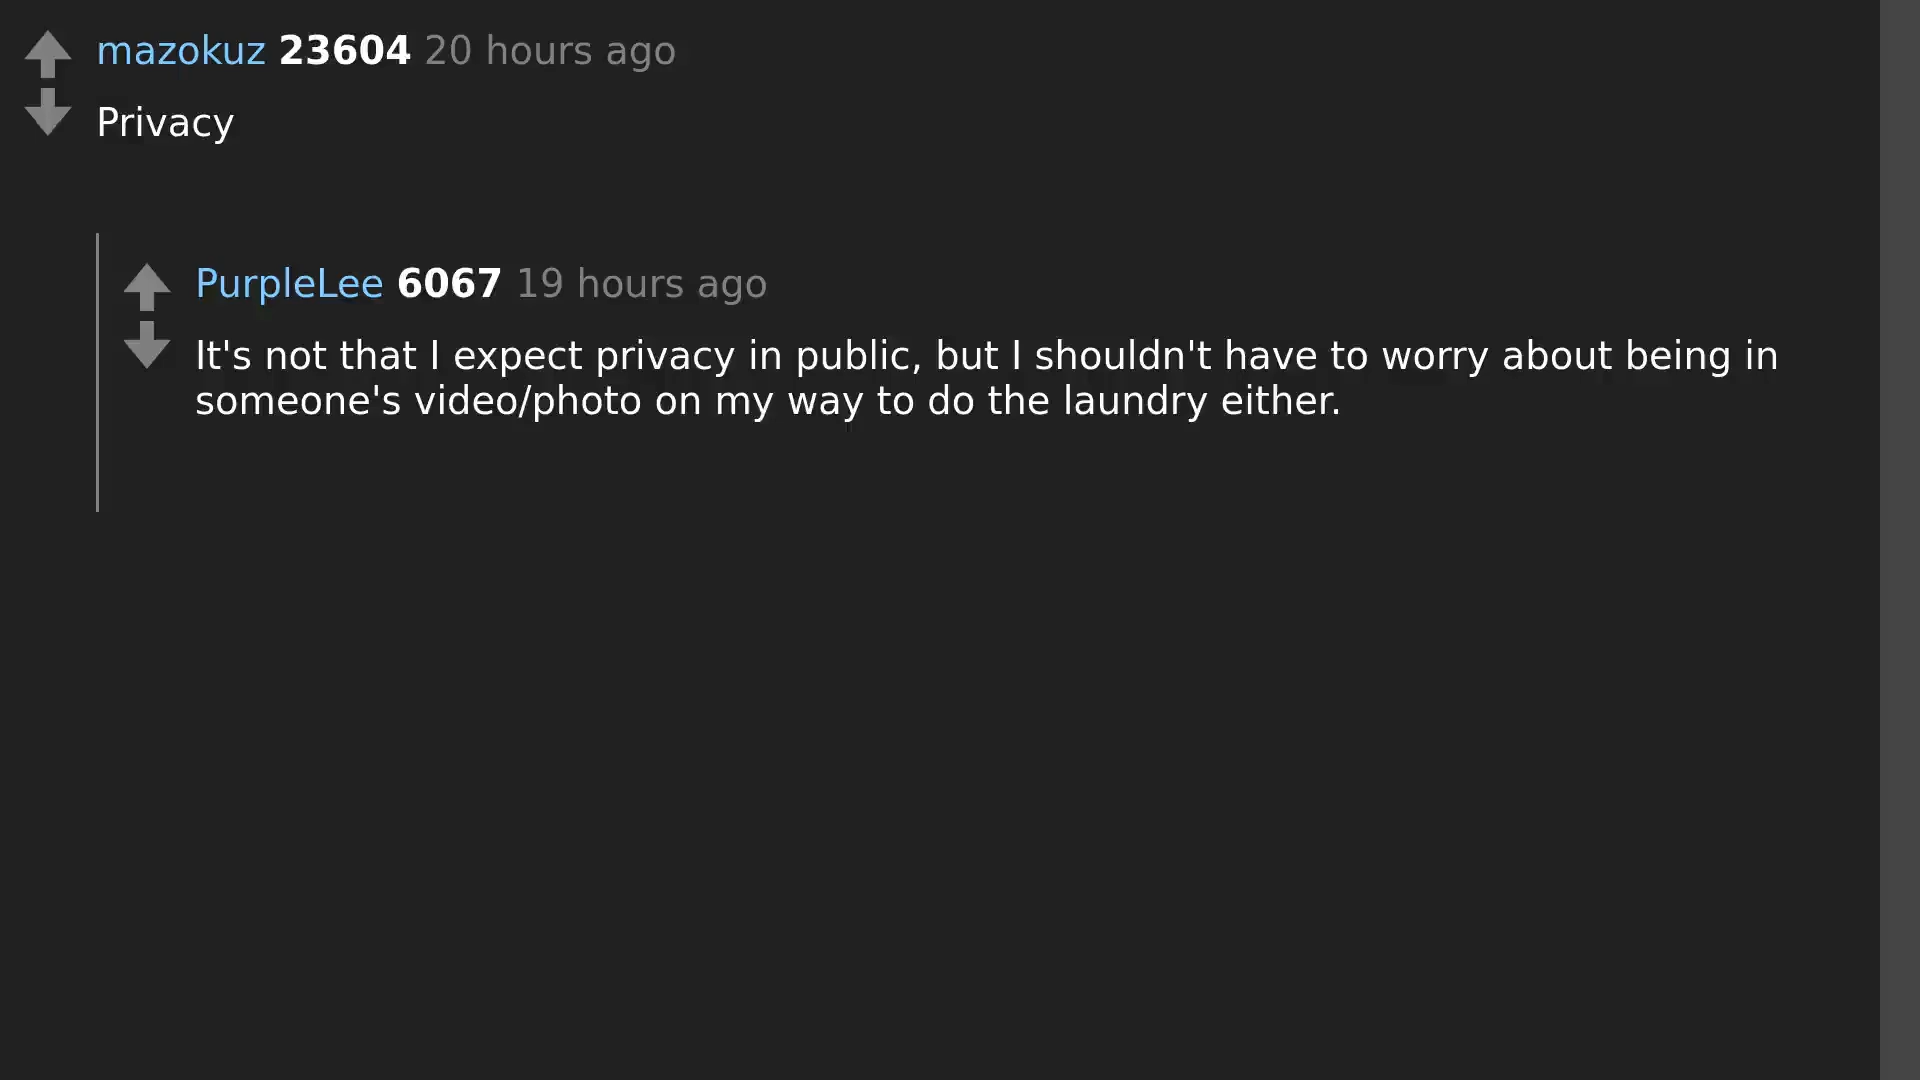 mazokuz 23604 20 hours ago
Privacy
PurpleLee 6067 19 hours ago
It's not that I expect privacy in public, but I shouldn't have to worry about being in
someone's video/photo on my way to do the laundry either.